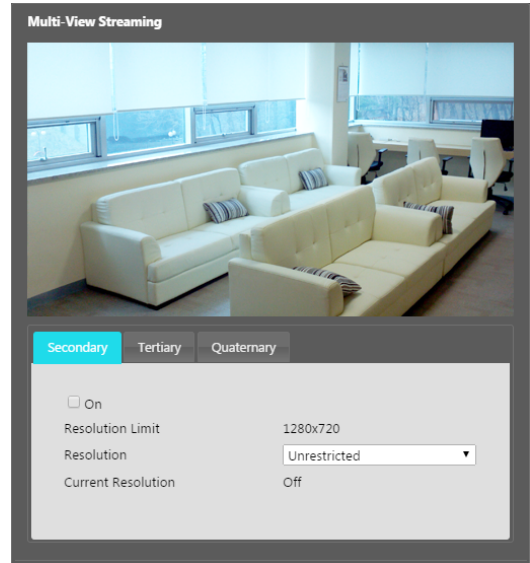 Multi-View Streaming
Secondary Tertiary Quaternary
On
Resolution Limit 1280x720
Resolution Unrestricted
Current Resolution Off